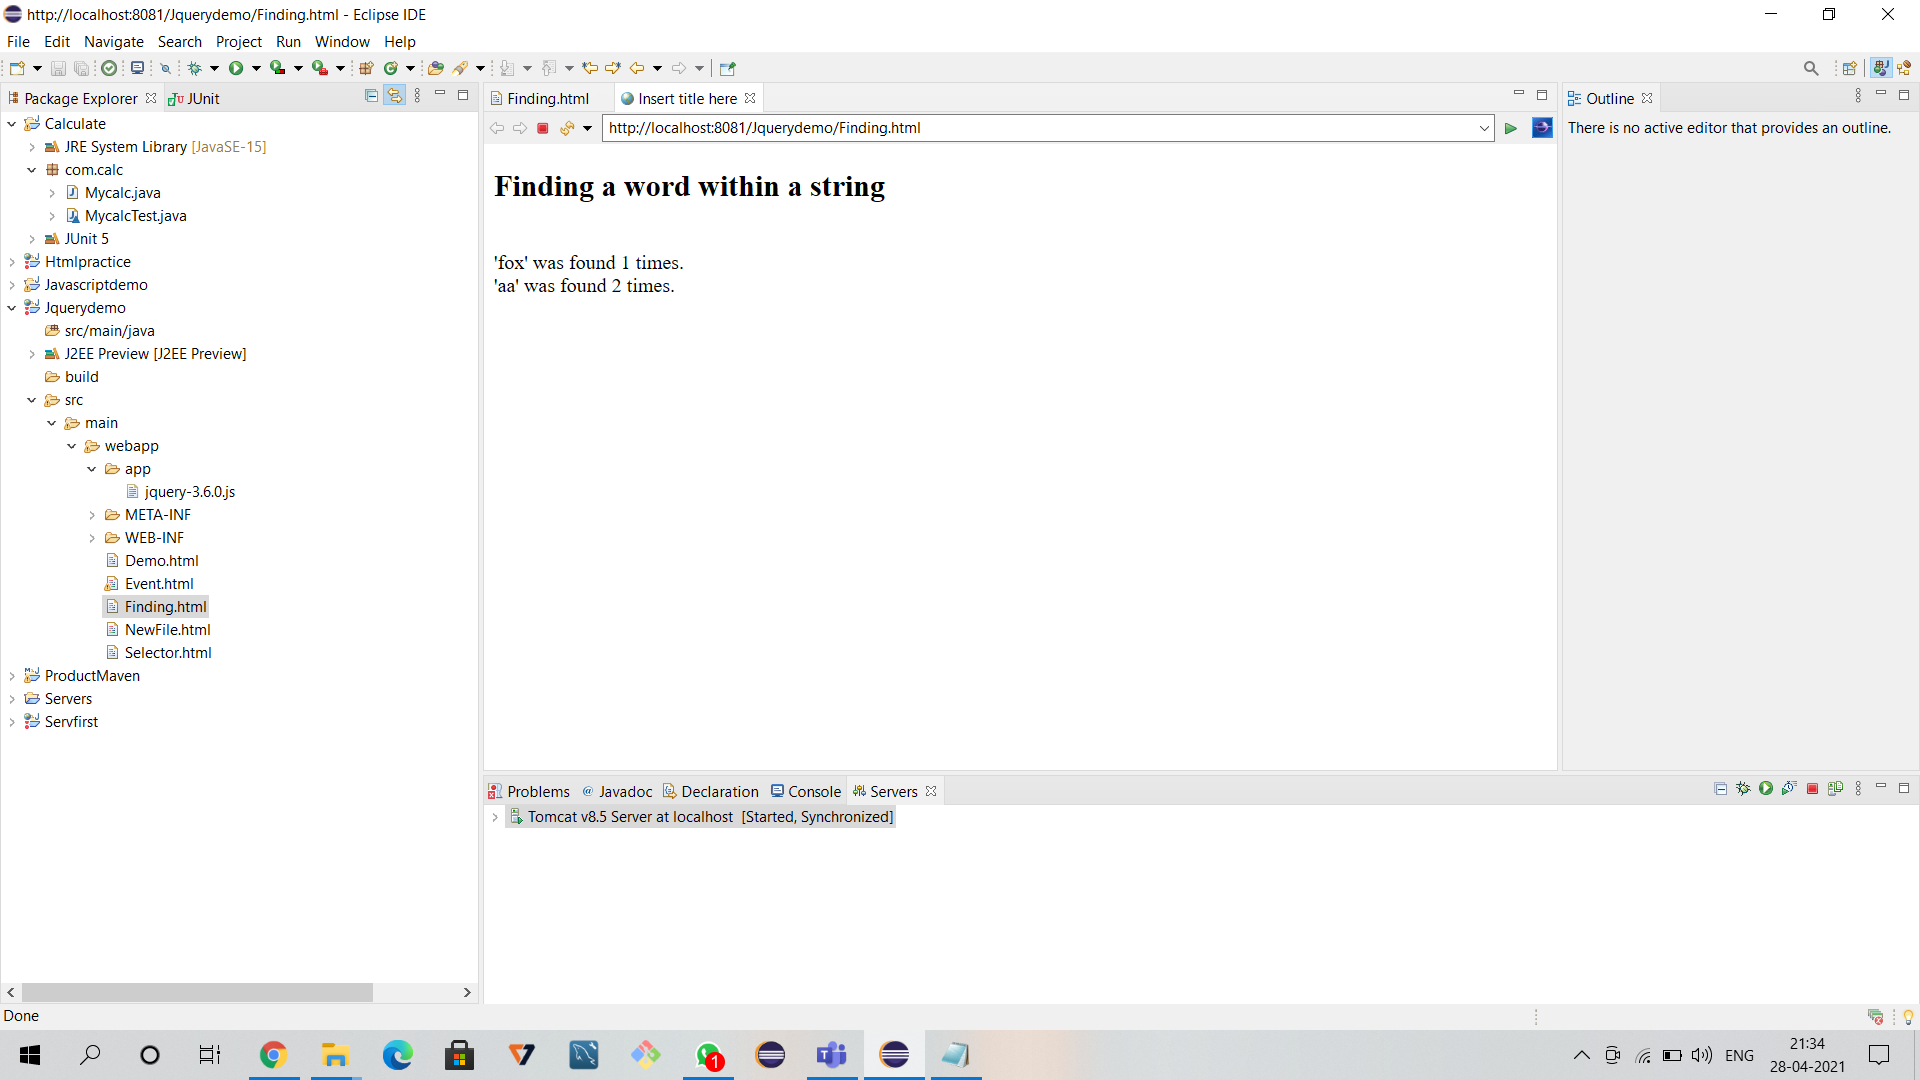 http://localhost:8081/Jquerydemo/Finding.html - Eclipse IDE
File Edit Navigate Search Project Run Window Help
Package Explorer JUnit
Calculate
JRE System Library [JavaSE-15]
com.calc
Mycalc.java
MycalcTest.java
JUnit 5
Htmlpractice
Javascriptdemo
Jquerydemo
src/main/java
J2EE Preview [J2EE Preview]
build
src
main
webapp
app
jquery-3.6.0.js
META-INF
WEB-INF
Demo.html
Event.html
Finding.html
NewFile.html
Selector.html
ProductMaven
Servers
Servfirst
Finding.html Insert title here
http://localhost:8081/Jquerydemo/Finding.html
Finding a word within a string
'fox' was found 1 times.
'aa' was found 2 times.
Outline
There is no active editor that provides an outline.
Problems @ Javadoc Declaration Console Servers
Tomcat v8.5 Server at localhost [Started, Synchronized]
Done
1
ENG
21:34
28-04-2021